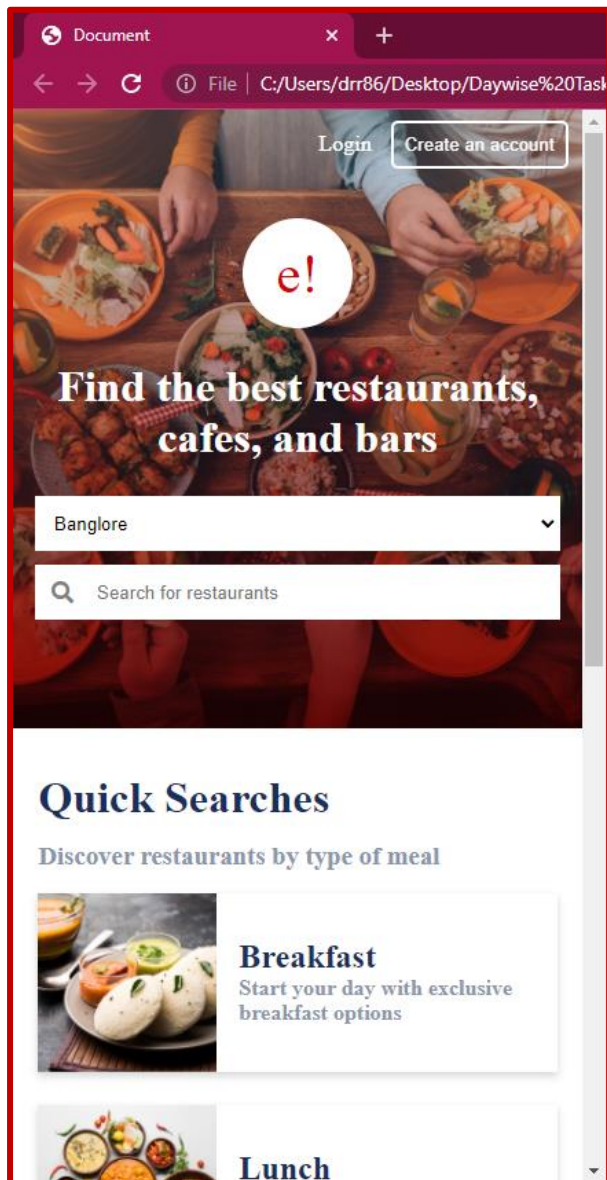 Document
File | C:/Users/drr86/Desktop/Daywise%20Task
Login Create an account
e!
Find the best restaurants,
cafes, and bars
Banglore
Search for restaurants
Quick Searches
Discover restaurants by type of meal
Breakfast
Start your day with exclusive
breakfast options
Lunch